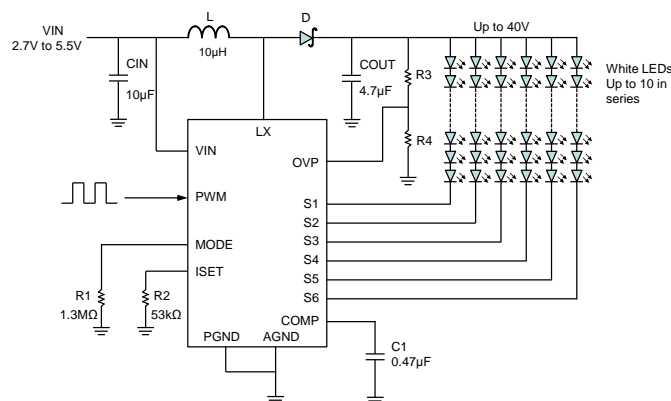 L
D
VIN
2.7V to 5.5V
10µH
Up to 40V
CIN
10µF
COUT
4.7µF
R3
White LEDs
Up to 10 in
series
LX
VIN
OVP
R4
PWM
S1
S2
MODE
S3
S4
ISET
S5
R1
1.3MΩ
R2
53kΩ
S6
COMP
PGND
AGND
C1
0.47µF